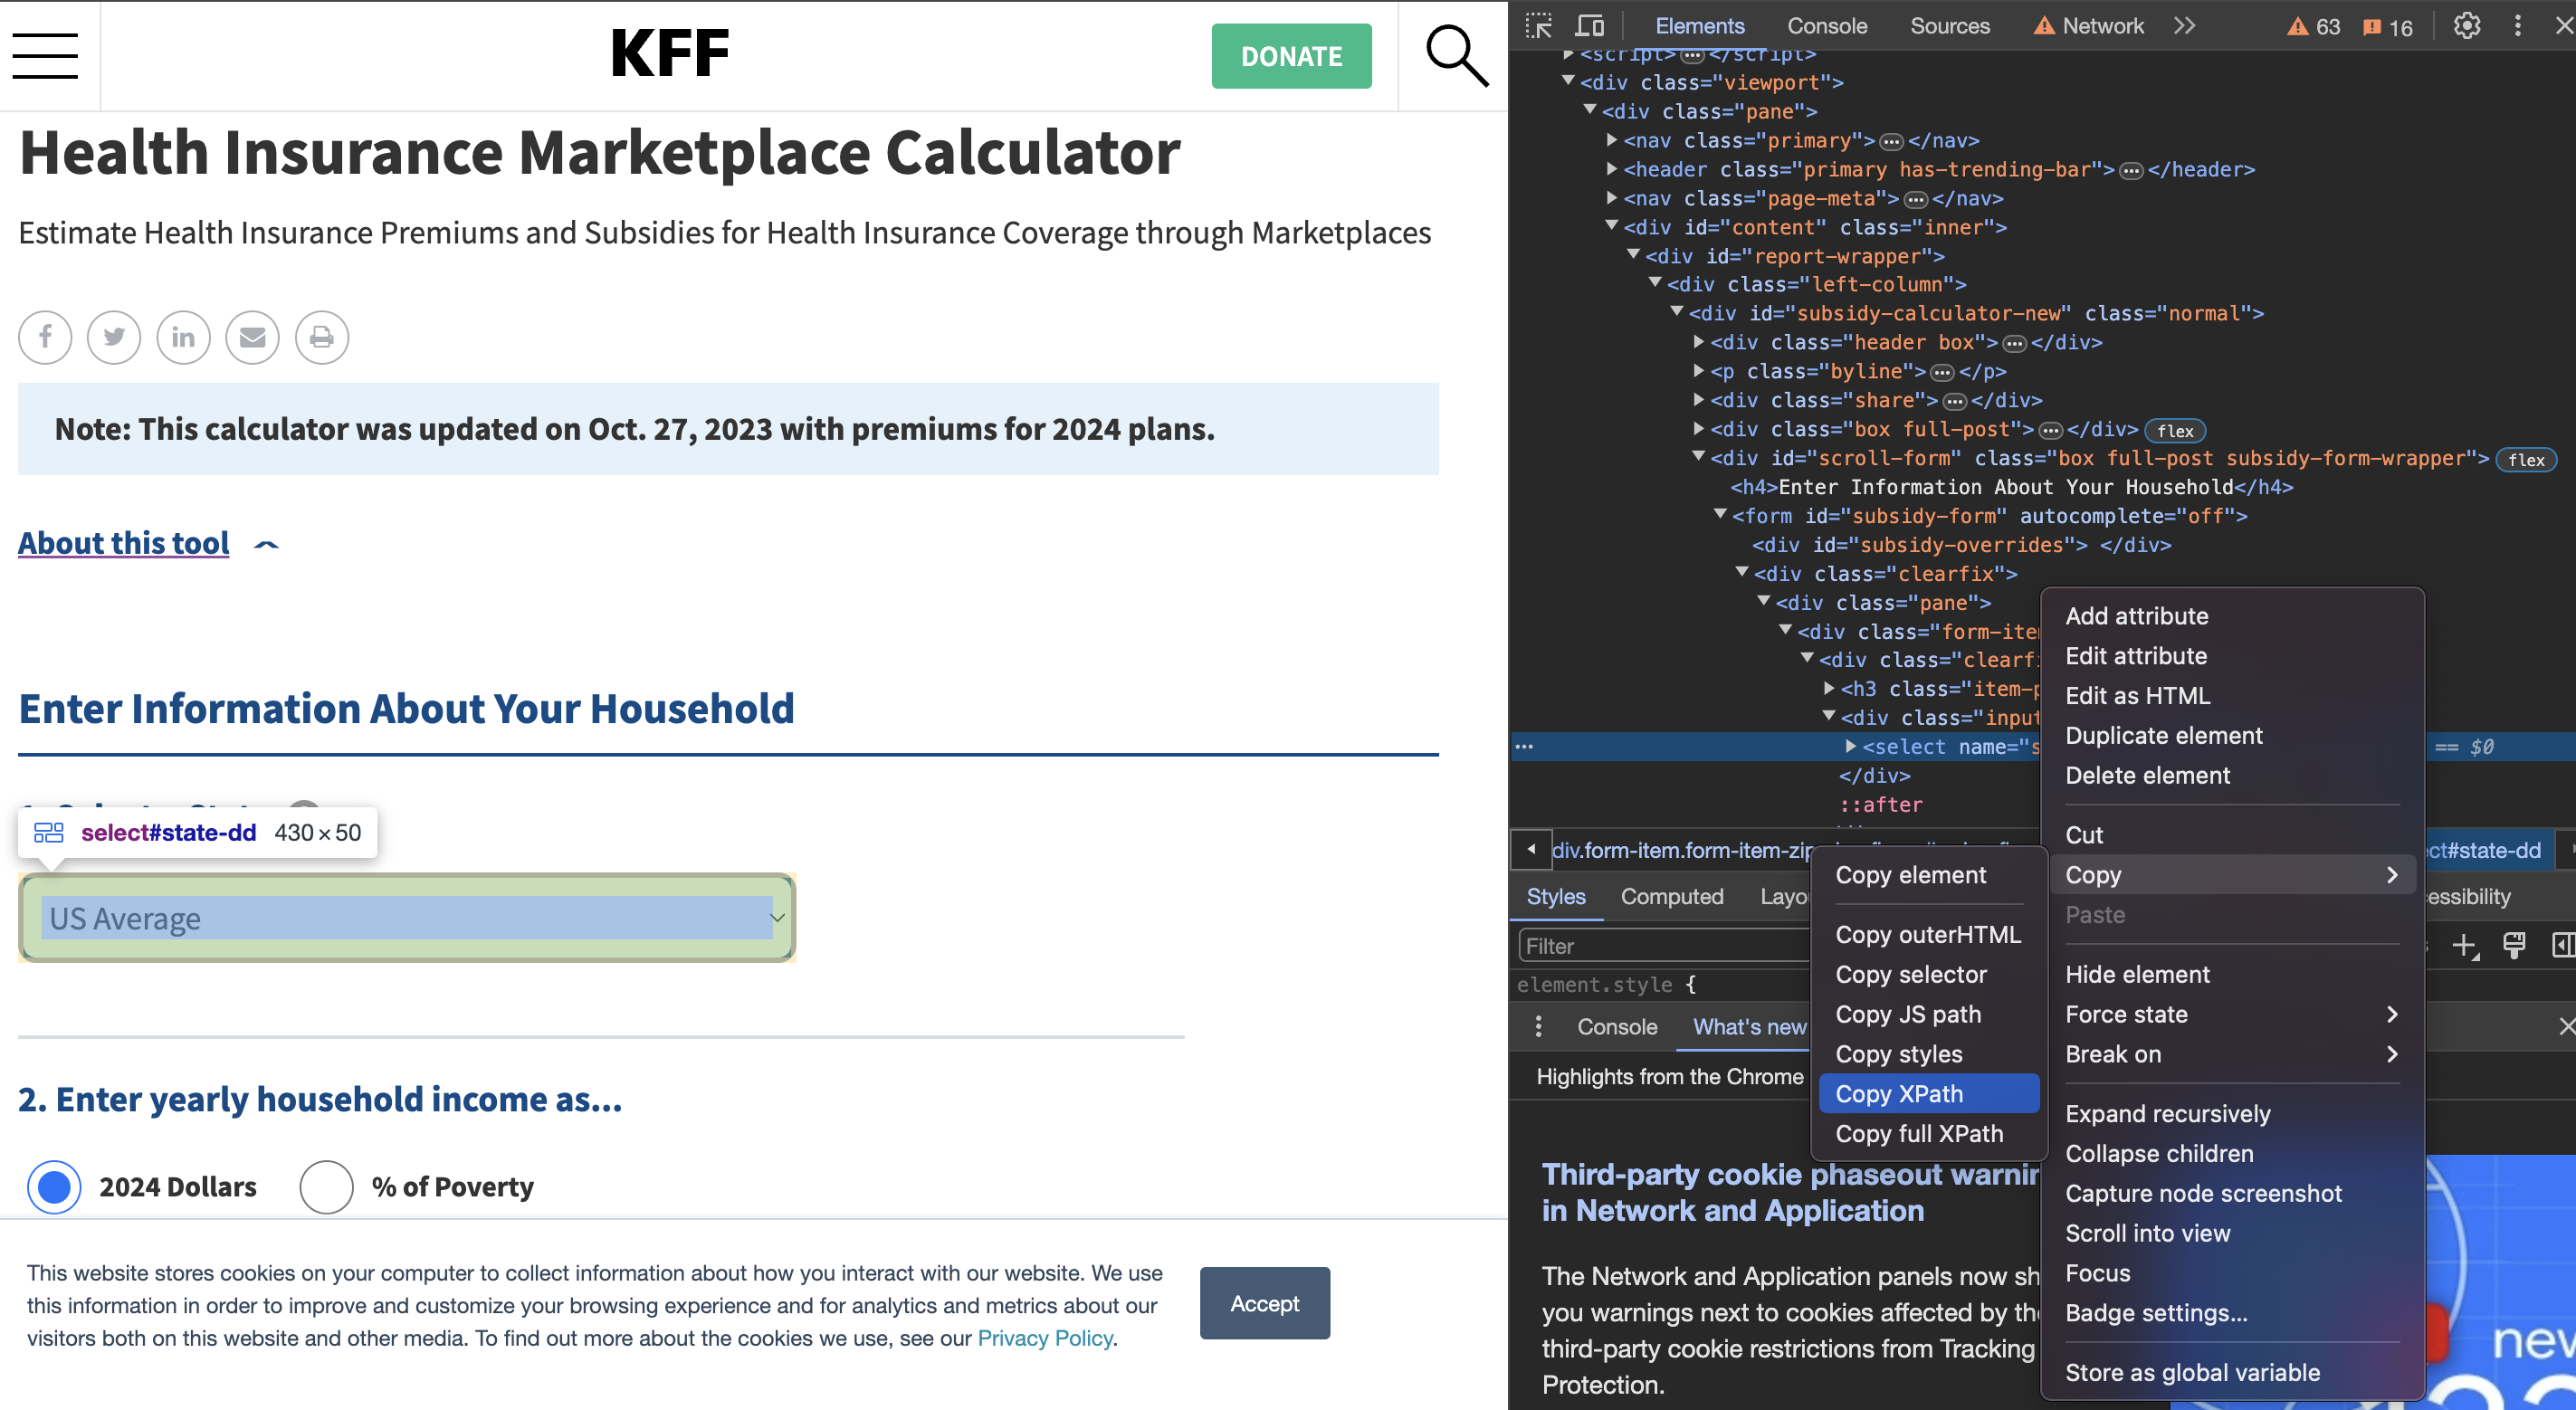 KFF
DONATE
Health Insurance Marketplace Calculator
Estimate Health Insurance Premiums and Subsidies for Health Insurance Coverage through Marketplaces
Note: This calculator was updated on Oct. 27, 2023 with premiums for 2024 plans.
About this tool
Enter Information About Your Household
select#state-dd 430 × 50
US Average
2. Enter yearly household income as...
2024 Dollars
% of Poverty
This website stores cookies on your computer to collect information about how you interact with our website. We use
this information in order to improve and customize your browsing experience and for analytics and metrics about our
visitors both on this website and other media. To find out more about the cookies we use, see our Privacy Policy.
Accept
Elements Console Sources Network 63 16
<script>…</script>
<div class="viewport">
<div class="pane">
<nav class="primary">…</nav>
<header class="primary has-trending-bar">…</header>
<nav class="page-meta">…</nav>
<div id="content" class="inner">
<div id="report-wrapper">
<div class="left-column">
<div id="subsidy-calculator-new" class="normal">
<div class="header box">…</div>
<p class="byline">…</p>
<div class="share">…</div>
<div class="box full-post">…</div> flex
<div id="scroll-form" class="box full-post subsidy-form-wrapper"> flex
<h4>Enter Information About Your Household</h4>
<form id="subsidy-form" autocomplete="off">
<div id="subsidy-overrides"> </div>
<div class="clearfix">
<div class="pane">
<div class="form-ite
<div class="clearf
<h3 class="item-p
<div class="input
<select name="s == $0
</div>
::after
div.form-item.form-item-zip ct#state-dd
Styles Computed Layou essibility
Filter
element.style {
Console What's new
Highlights from the Chrome
Third-party cookie phaseout warnin
in Network and Application
The Network and Application panels now sh
you warnings next to cookies affected by the
third-party cookie restrictions from Tracking
Protection.
new
Add attribute
Edit attribute
Edit as HTML
Duplicate element
Delete element
Cut
Copy
Paste
Hide element
Force state
Break on
Expand recursively
Collapse children
Capture node screenshot
Scroll into view
Focus
Badge settings...
Store as global variable
Copy element
Copy outerHTML
Copy selector
Copy JS path
Copy styles
Copy XPath
Copy full XPath